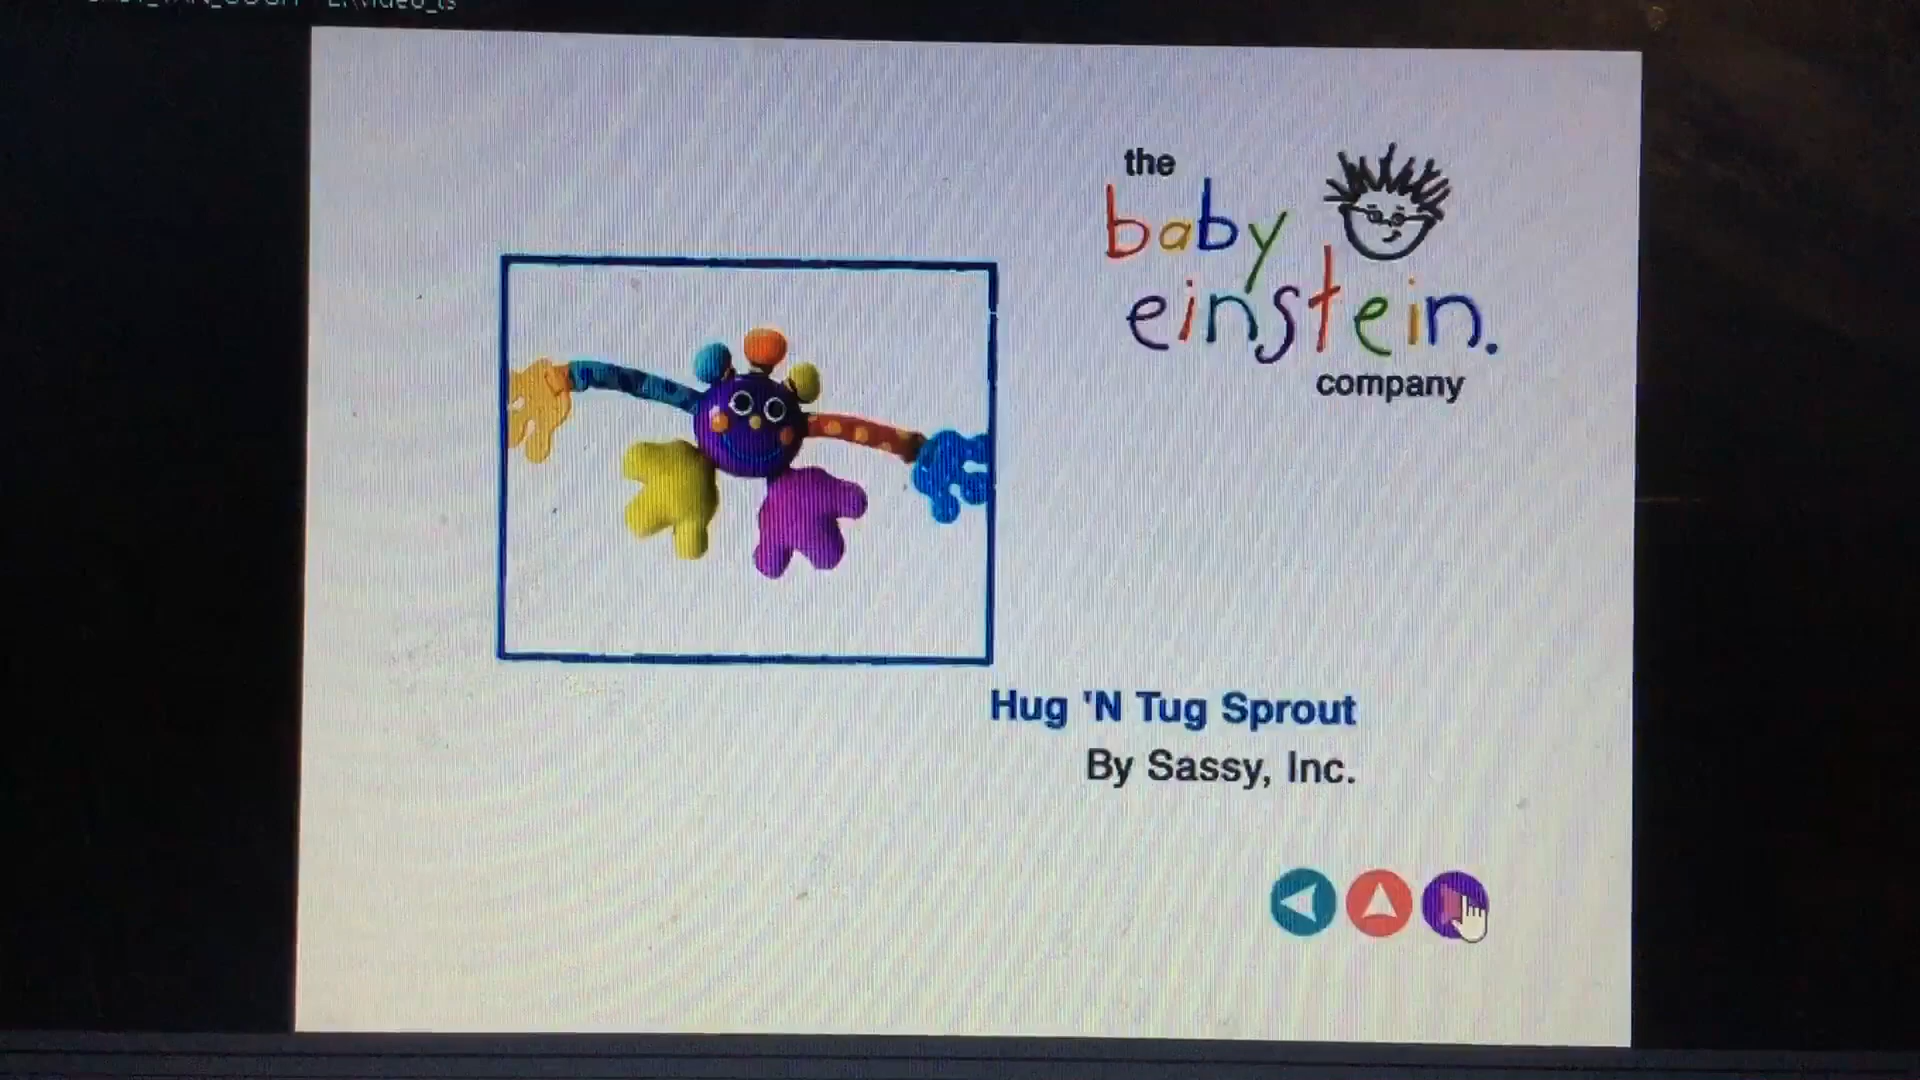 the
baby
einstein.
company
Hug 'N Tug Sprout
By Sassy, Inc.